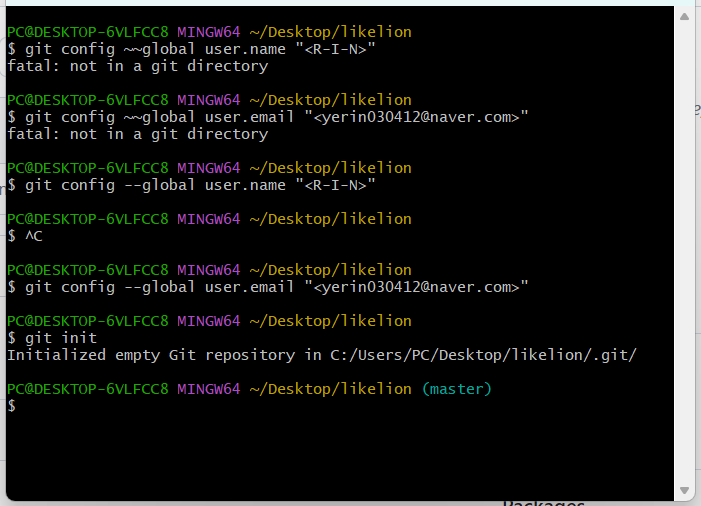 PC@DESKTOP-6VLFCC8 MINGW64 ~/Desktop/likelion
$ git config ~~global user.name "<R-I-N>"
fatal: not in a git directory
PC@DESKTOP-6VLFCC8 MINGW64 ~/Desktop/likelion
$ git config ~~global user.email "<yerin030412@naver.com>"
fatal: not in a git directory
PC@DESKTOP-6VLFCC8 MINGW64 ~/Desktop/likelion
$ git config --global user.name "<R-I-N>"
PC@DESKTOP-6VLFCC8 MINGW64 ~/Desktop/likelion
$ ^C
PC@DESKTOP-6VLFCC8 MINGW64 ~/Desktop/likelion
$ git config --global user.email "<yerin030412@naver.com>"
PC@DESKTOP-6VLFCC8 MINGW64 ~/Desktop/likelion
$ git init
Initialized empty Git repository in C:/Users/PC/Desktop/likelion/.git/
PC@DESKTOP-6VLFCC8 MINGW64 ~/Desktop/likelion (master)
$
Packages